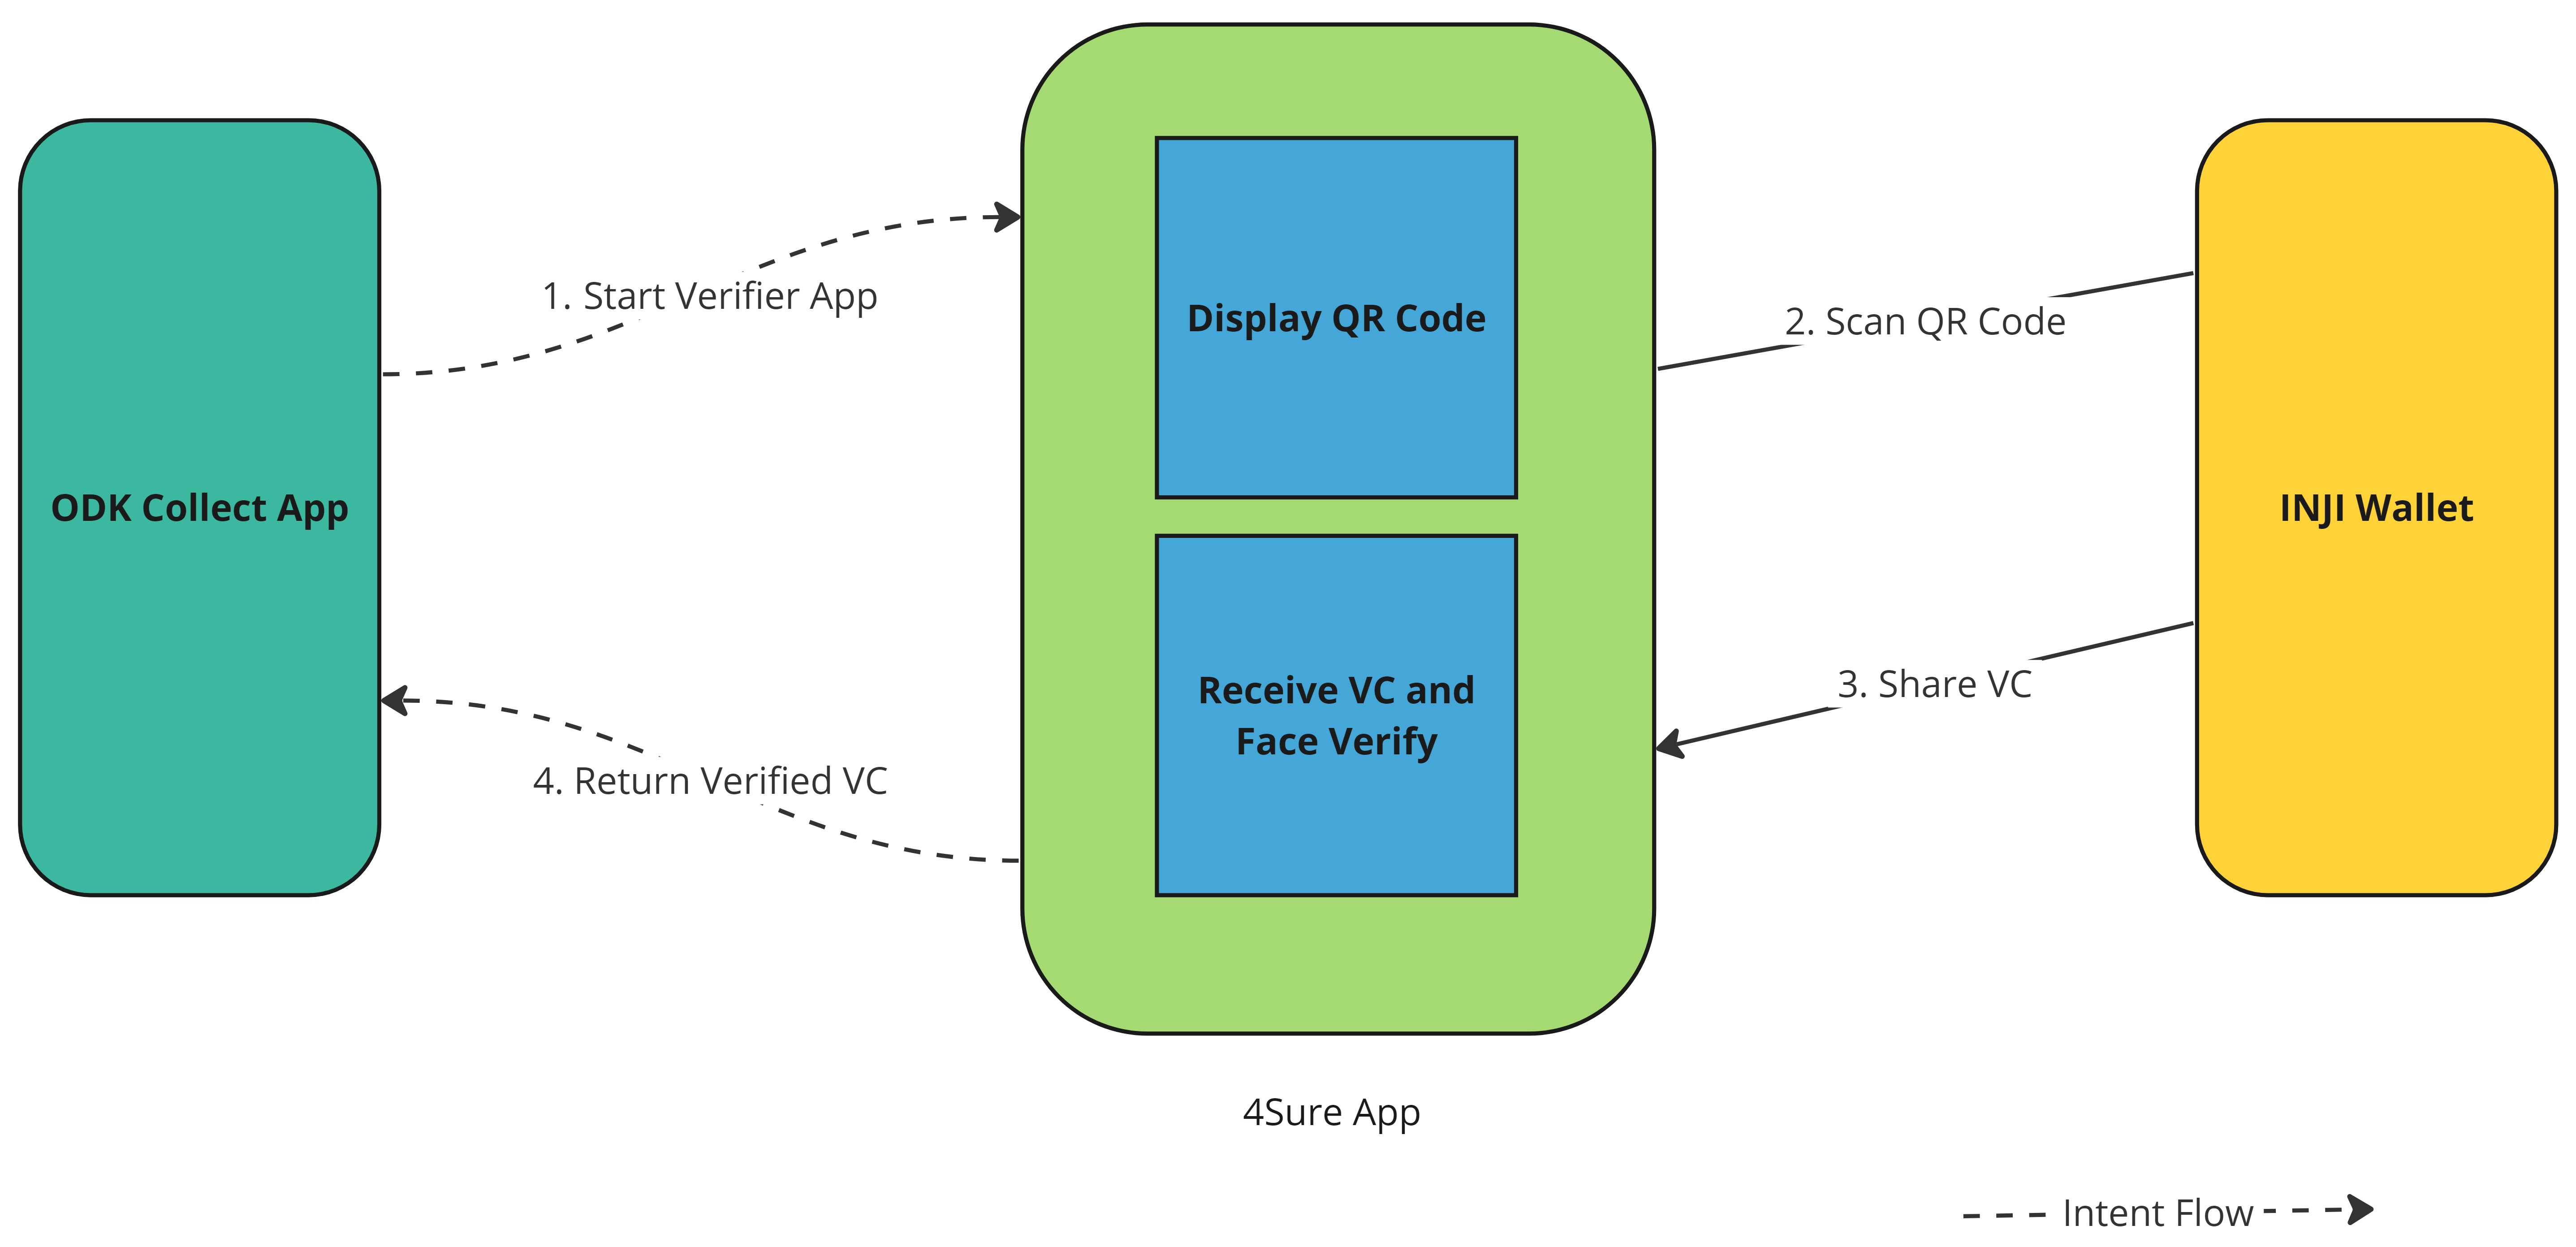 ODK Collect App
1. Start Verifier App
Display QR Code
2. Scan QR Code
INJI Wallet
Receive VC and
Face Verify
3. Share VC
4. Return Verified VC
4Sure App
Intent Flow